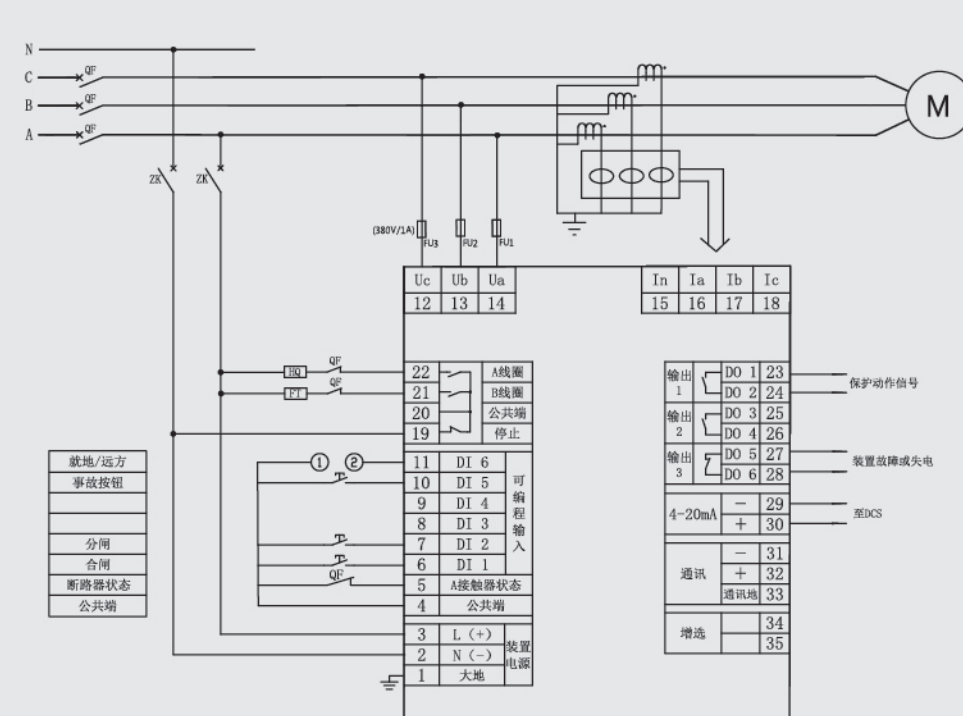 N
C QF
B QF M
A QF
ZK ZK
(380V/1A) FU3 FU2 FU1
Uc Ub Ua
12 13 14
In Ia Ib Ic
15 16 17 18
HQ QF 22 A线圈
FT QF 21 B线圈
20 公共端
19 停止
输出1 DO 1 23
DO 2 24
保护动作信号
输出2 DO 3 25
DO 4 26
输出3 DO 5 27
DO 6 28
装置故障或失电
就地/远方 ① ② 11 DI 6
事故按钮 10 DI 5
9 DI 4
8 DI 3
分闸 7 DI 2
合闸 6 DI 1
可编程输入
断路器状态 QF 5 A接触器状态
公共端 4 公共端
3 L (+)
2 N (-)
装置电源
1 大地
4-20mA - 29
+ 30
至DCS
通讯 - 31
+ 32
通讯地 33
增选 34
35